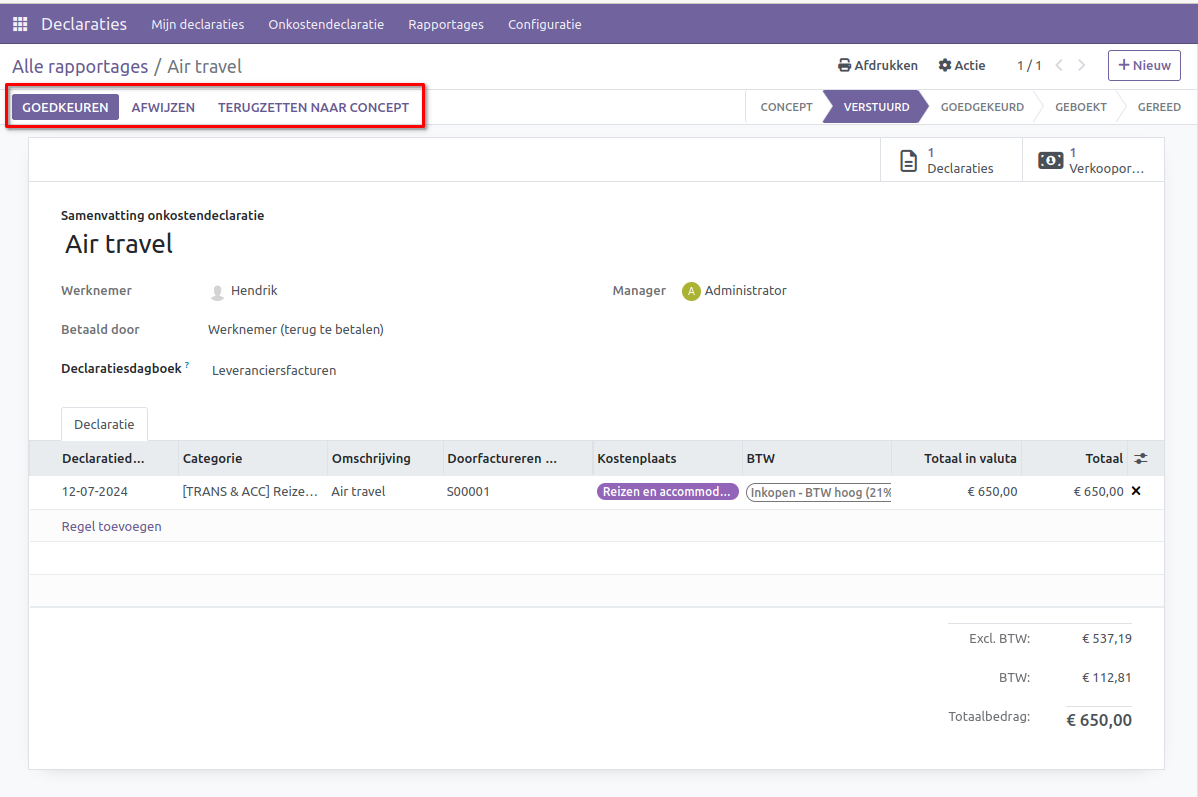 Declaraties Mijn declaraties Onkostendeclaratie Rapportages Configuratie
Alle rapportages / Air travel Afdrukken Actie 1 / 1 + Nieuw
GOEDKEUREN AFWIJZEN TERUGZETTEN NAAR CONCEPT CONCEPT VERSTUURD GOEDGEKEURD GEBOEKT GEREED
1 Declaraties
1 Verkoopor...
Samenvatting onkostendeclaratie
Air travel
Werknemer Hendrik Manager A Administrator
Betaald door Werknemer (terug te betalen)
Declaratiesdagboek ? Leveranciersfacturen
Declaratie
Declaratied... Categorie Omschrijving Doorfactureren ... Kostenplaats BTW Totaal in valuta Totaal
12-07-2024 [TRANS & ACC] Reize... Air travel S00001 Reizen en accommod... Inkopen - BTW hoog (21% € 650,00 € 650,00
Regel toevoegen
Excl. BTW: € 537,19
BTW: € 112,81
Totaalbedrag: € 650,00